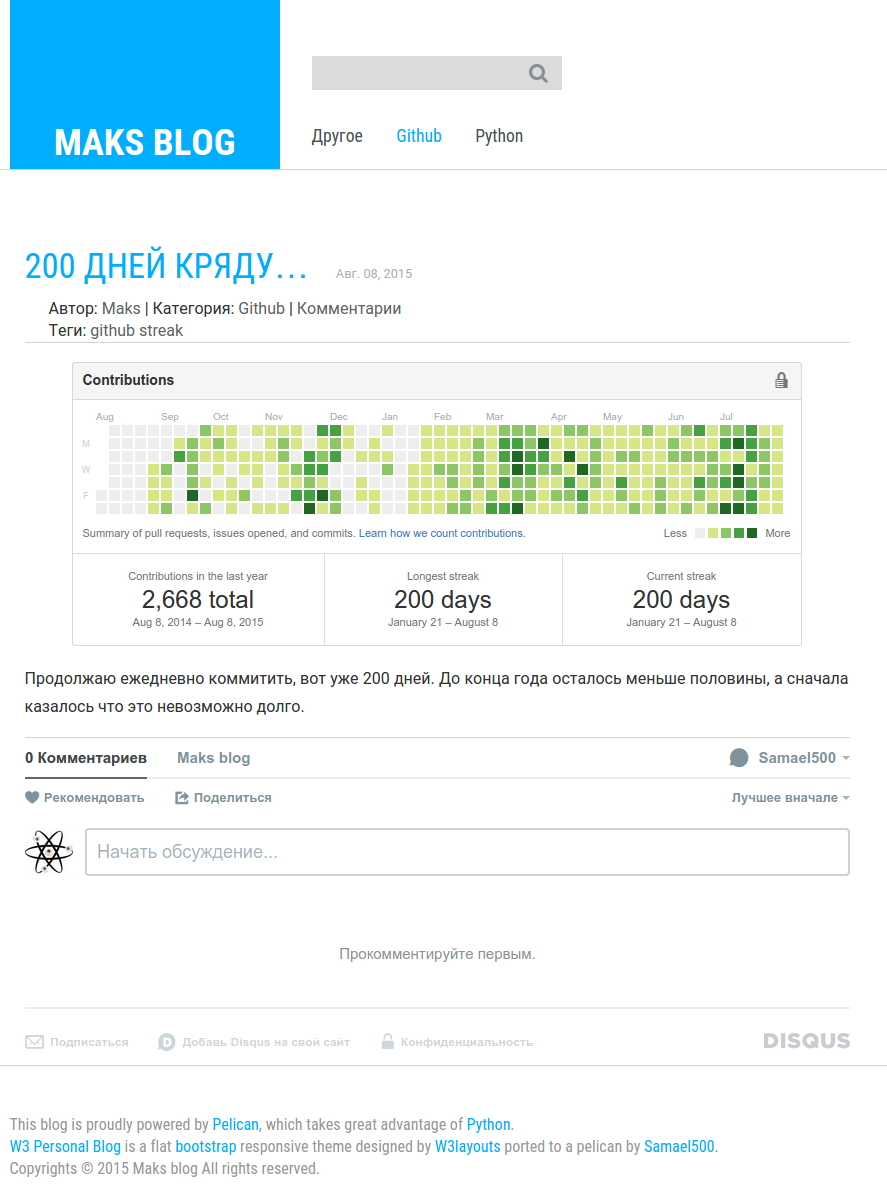 MAKS BLOG
Другое Github Python
200 ДНЕЙ КРЯДУ... Авг. 08, 2015
Автор: Maks | Категория: Github | Комментарии
Теги: github streak
Contributions
Aug Sep Oct Nov Dec Jan Feb Mar Apr May Jun Jul
M
W
F
Summary of pull requests, issues opened, and commits. Learn how we count contributions. Less More
Contributions in the last year Longest streak Current streak
2,668 total 200 days 200 days
Aug 8, 2014 – Aug 8, 2015 January 21 – August 8 January 21 – August 8
Продолжаю ежедневно коммитить, вот уже 200 дней. До конца года осталось меньше половины, а сначала
казалось что это невозможно долго.
0 Комментариев Maks blog Samael500
Рекомендовать Поделиться Лучшее вначале
Начать обсуждение...
Прокомментируйте первым.
Подписаться D Добавь Disqus на свой сайт Конфиденциальность DISQUS
This blog is proudly powered by Pelican, which takes great advantage of Python.
W3 Personal Blog is a flat bootstrap responsive theme designed by W3layouts ported to a pelican by Samael500.
Copyrights © 2015 Maks blog All rights reserved.